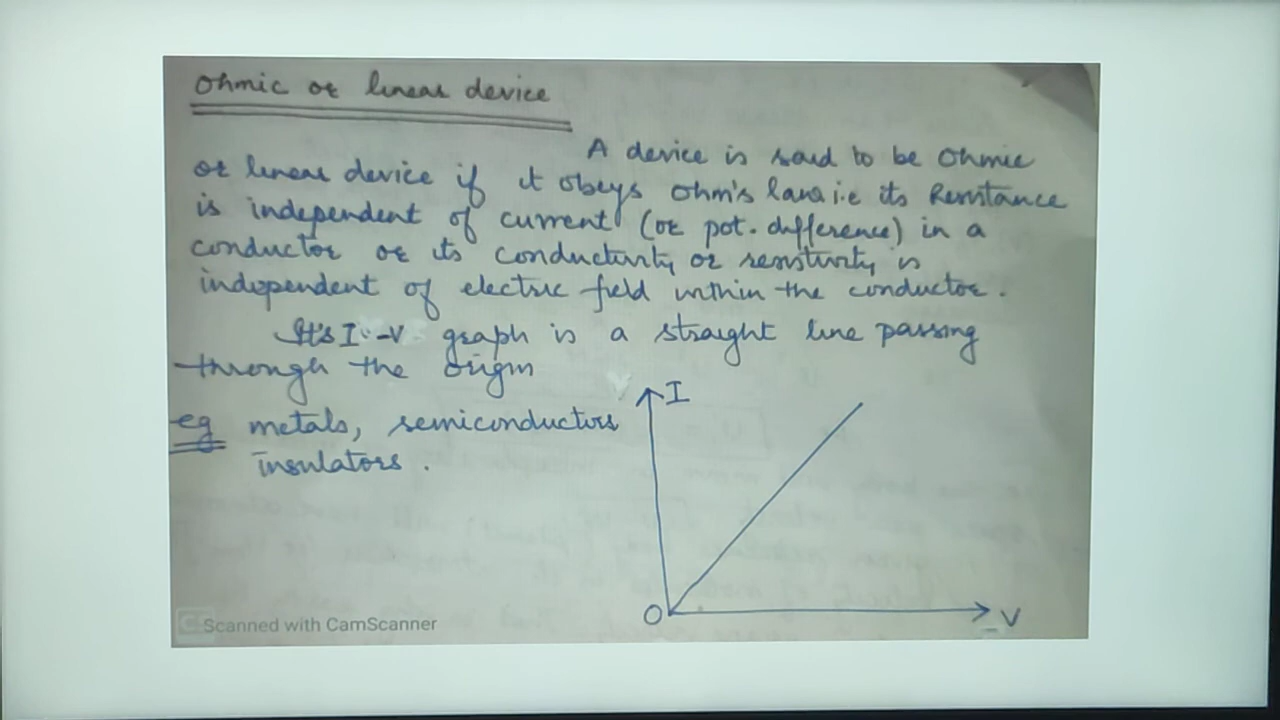 Ohmic or linear device
A device is said to be Ohmic
or linear device if it obeys Ohm's law i.e its Resistance
is independent of current (or pot. difference) in a
conductor or its conductivity or resistivity is
independent of electric field within the conductor.
It's I-V graph is a straight line passing
through the origin
eg metals, semiconductors
insulators.
I
O
V
Scanned with CamScanner